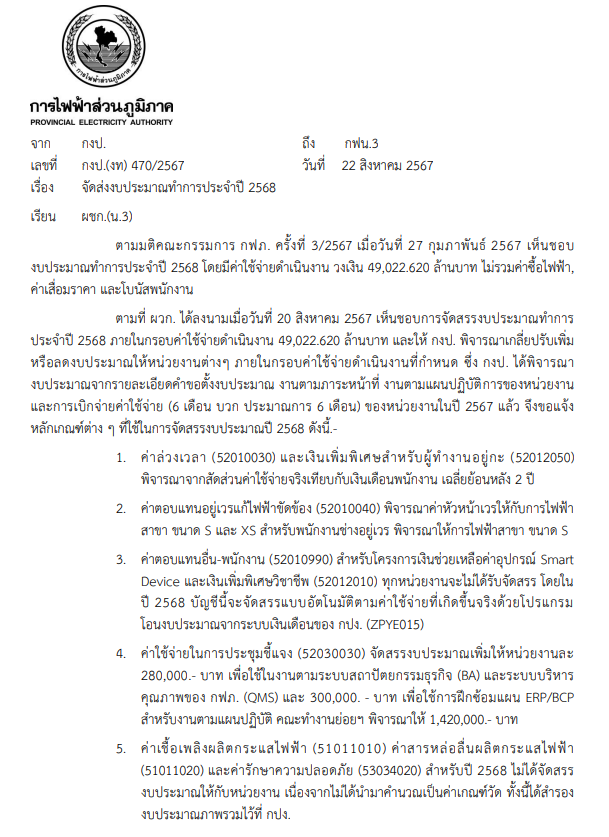 การไฟฟ้าส่วนภูมิภาค
การไฟฟ้าส่วนภูมิภาค
PROVINCIAL ELECTRICITY AUTHORITY
จาก กงป. ถึง กฟน.3
เลขที่ กงป.(งท) 470/2567 วันที่ 22 สิงหาคม 2567
เรื่อง จัดส่งงบประมาณทำการประจำปี 2568
เรียน ผชก.(น.3)
ตามมติคณะกรรมการ กฟภ. ครั้งที่ 3/2567 เมื่อวันที่ 27 กุมภาพันธ์ 2567 เห็นชอบ
งบประมาณทำการประจำปี 2568 โดยมีค่าใช้จ่ายดำเนินงาน วงเงิน 49,022.620 ล้านบาท ไม่รวมค่าซื้อไฟฟ้า,
ค่าเสื่อมราคา และโบนัสพนักงาน
ตามที่ ผวก. ได้ลงนามเมื่อวันที่ 20 สิงหาคม 2567 เห็นชอบการจัดสรรงบประมาณทำการ
ประจำปี 2568 ภายในกรอบค่าใช้จ่ายดำเนินงาน 49,022.620 ล้านบาท และให้ กงป. พิจารณาเกลี่ยปรับเพิ่ม
หรือลดงบประมาณให้หน่วยงานต่างๆ ภายในกรอบค่าใช้จ่ายดำเนินงานที่กำหนด ซึ่ง กงป. ได้พิจารณา
งบประมาณจากรายละเอียดคำขอตั้งงบประมาณ งานตามภาระหน้าที่ งานตามแผนปฏิบัติการของหน่วยงาน
และการเบิกจ่ายค่าใช้จ่าย (6 เดือน บวก ประมาณการ 6 เดือน) ของหน่วยงานในปี 2567 แล้ว จึงขอแจ้ง
หลักเกณฑ์ต่าง ๆ ที่ใช้ในการจัดสรรงบประมาณปี 2568 ดังนี้.-
1. ค่าล่วงเวลา (52010030) และเงินเพิ่มพิเศษสำหรับผู้ทำงานอยู่กะ (52012050)
พิจารณาจากสัดส่วนค่าใช้จ่ายจริงเทียบกับเงินเดือนพนักงาน เฉลี่ยย้อนหลัง 2 ปี
2. ค่าตอบแทนอยู่เวรแก้ไฟฟ้าขัดข้อง (52010040) พิจารณาค่าหัวหน้าเวรให้กับการไฟฟ้า
สาขา ขนาด S และ XS สำหรับพนักงานช่างอยู่เวร พิจารณาให้การไฟฟ้าสาขา ขนาด S
3. ค่าตอบแทนอื่น-พนักงาน (52010990) สำหรับโครงการเงินช่วยเหลือค่าอุปกรณ์ Smart
Device และเงินเพิ่มพิเศษวิชาชีพ (52012010) ทุกหน่วยงานจะไม่ได้รับจัดสรร โดยใน
ปี 2568 บัญชีนี้จะจัดสรรแบบอัตโนมัติตามค่าใช้จ่ายที่เกิดขึ้นจริงด้วยโปรแกรม
โอนงบประมาณจากระบบเงินเดือนของ กปง. (ZPYE015)
4. ค่าใช้จ่ายในการประชุมชี้แจง (52030030) จัดสรรงบประมาณเพิ่มให้หน่วยงานละ
280,000.- บาท เพื่อใช้ในงานตามระบบสถาปัตยกรรมธุรกิจ (BA) และระบบบริหาร
คุณภาพของ กฟภ. (QMS) และ 300,000. - บาท เพื่อใช้การฝึกซ้อมแผน ERP/BCP
สำหรับงานตามแผนปฏิบัติ คณะทำงานย่อยฯ พิจารณาให้ 1,420,000.- บาท
5. ค่าเชื้อเพลิงผลิตกระแสไฟฟ้า (51011010) ค่าสารหล่อลื่นผลิตกระแสไฟฟ้า
(51011020) และค่ารักษาความปลอดภัย (53034020) สำหรับปี 2568 ไม่ได้จัดสรร
งบประมาณให้กับหน่วยงาน เนื่องจากไม่ได้นำมาคำนวณเป็นค่าเกณฑ์วัด ทั้งนี้ได้สำรอง
งบประมาณภาพรวมไว้ที่ กปง.